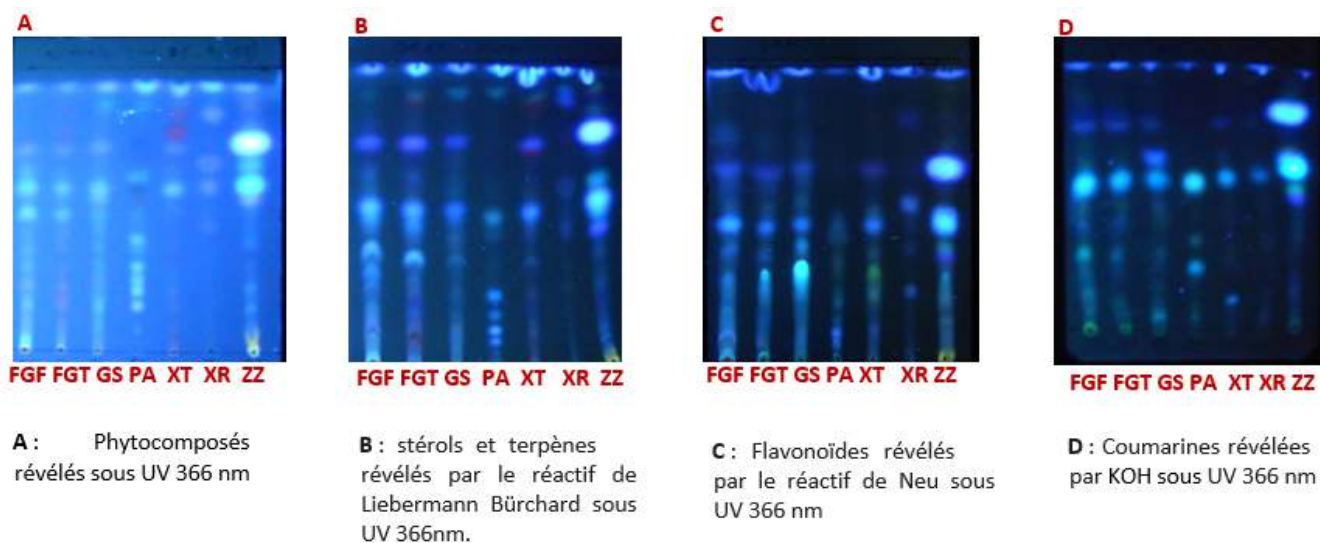 A
B
C
D
FGF FGT GS PA XT XR ZZ
FGF FGT GS PA XT XR ZZ
FGF FGT GS PA XT XR ZZ
FGF FGT GS PA XT XR ZZ
A : Phytocomposés
révélés sous UV 366 nm
B : stérols et terpènes
révélés par le réactif de
Liebermann Bürchard sous
UV 366nm.
C : Flavonoïdes révélés
par le réactif de Neu sous
UV 366 nm
D : Coumarines révélées
par KOH sous UV 366 nm